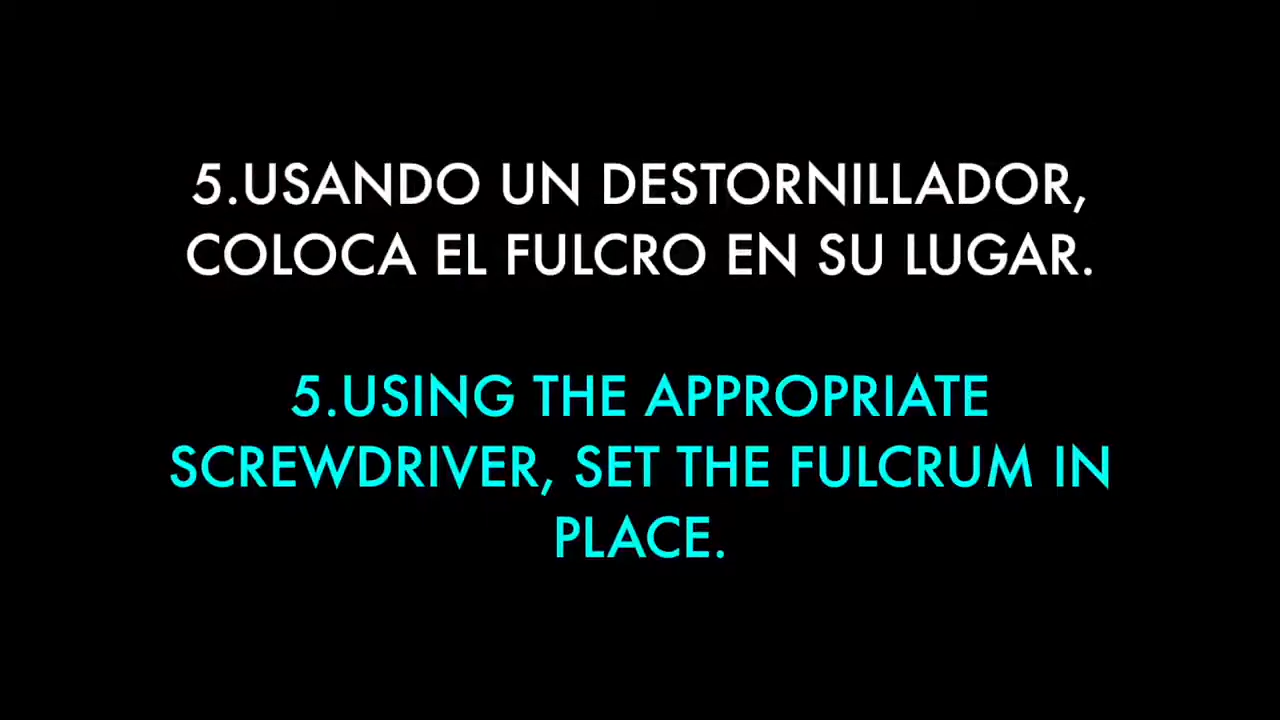 5.USANDO UN DESTORNILLADOR,
COLOCA EL FULCRO EN SU LUGAR.
5.USING THE APPROPRIATE
SCREWDRIVER, SET THE FULCRUM IN
PLACE.